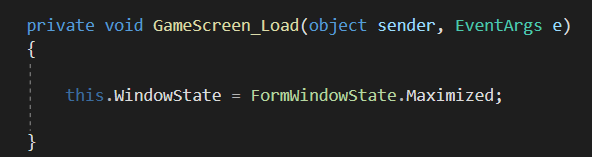 private void GameScreen_Load(object sender, EventArgs e)
{
this.WindowState = FormWindowState.Maximized;
}